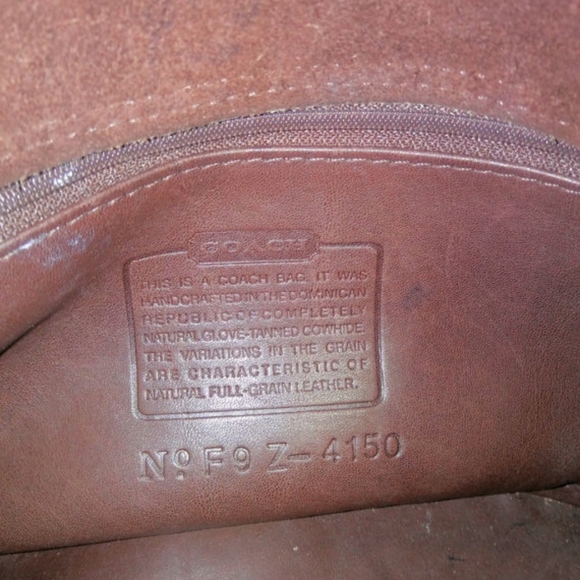 COACH
THIS IS A COACH BAG. IT WAS
HANDCRAFTED IN THE DOMINICAN
REPUBLIC OF COMPLETELY
NATURAL GLOVE-TANNED COWHIDE.
THE VARIATIONS IN THE GRAIN
ARE CHARACTERISTIC OF
NATURAL FULL-GRAIN LEATHER.
No F9Z-4150